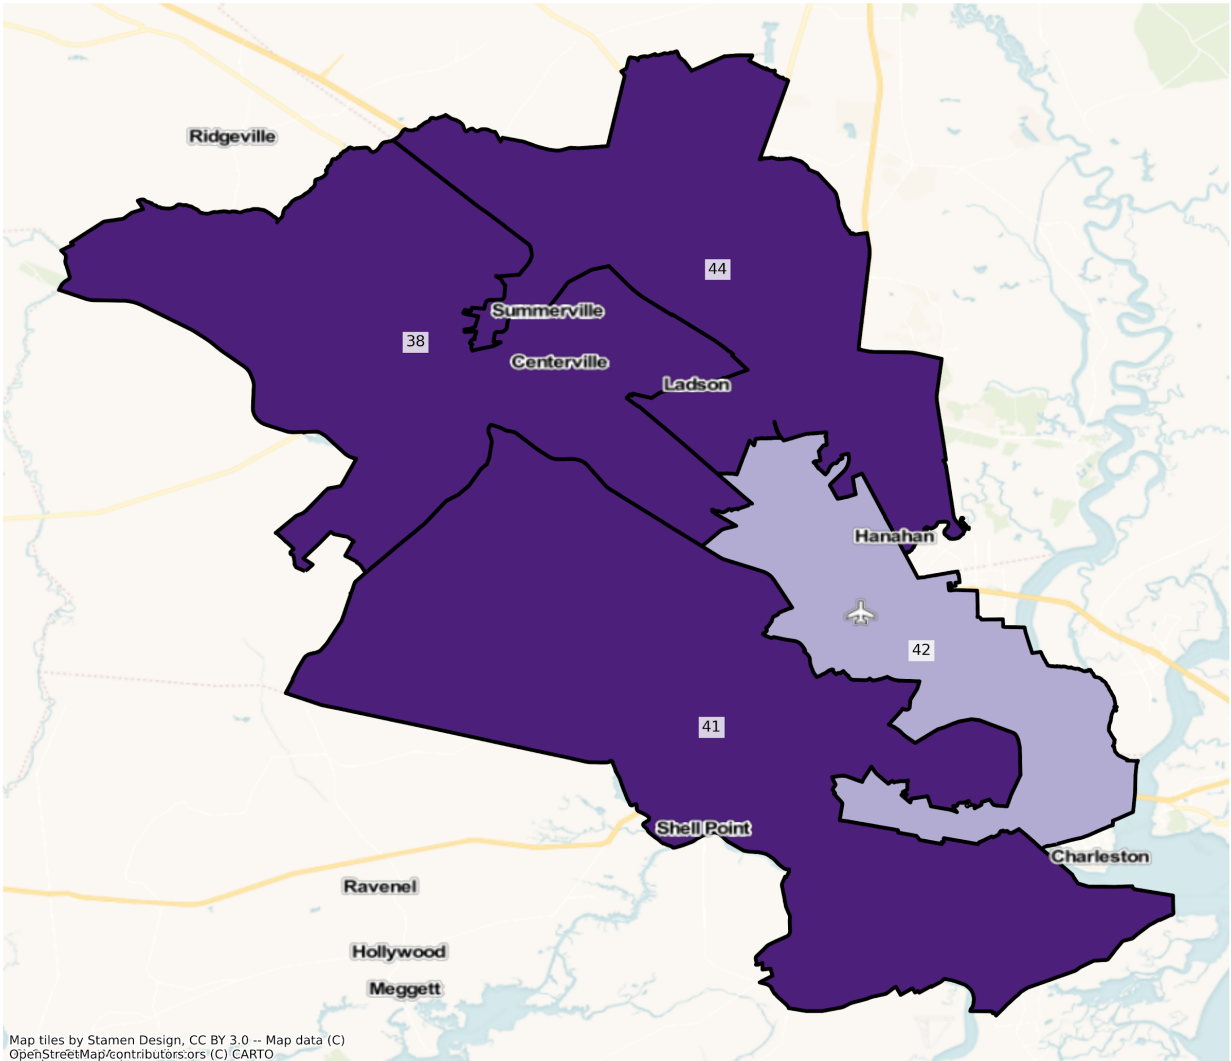 Ridgeville
44
Summerville
38
Centerville
Ladson
Hanahan
42
41
Shell Point
Charleston
Ravenel
Hollywood
Meggett
Map tiles by Stamen Design, CC BY 3.0 -- Map data (C)
OpenStreetMap contributors (C) CARTO